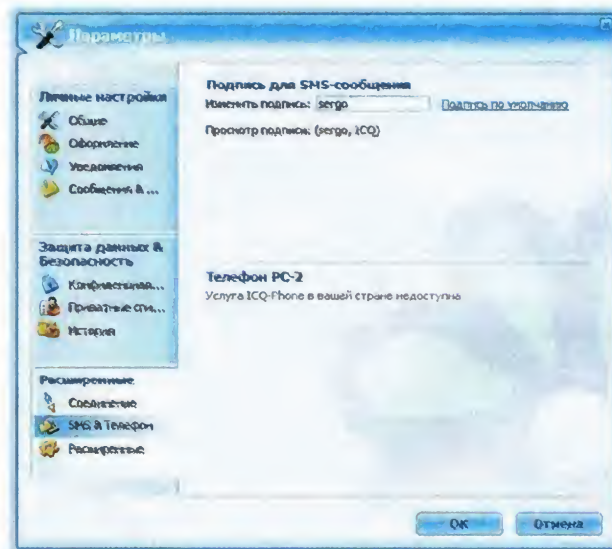 Параметры
Личные настройки
Общие
Оформление
Уведомления
Сообщения & ...
Защита данных &
Безопасность
Конфиденциал...
Приватные спи...
История
Расширенные
Соединение
SMS & Телефон
Расширенные
Подпись для SMS-сообщения
Изменить подпись: sergo Подпись по умолчанию
Просмотр подписи: (sergo, ICQ)
Телефон PC-2
Услуга ICQ-Phone в вашей стране недоступна
OK Отмена